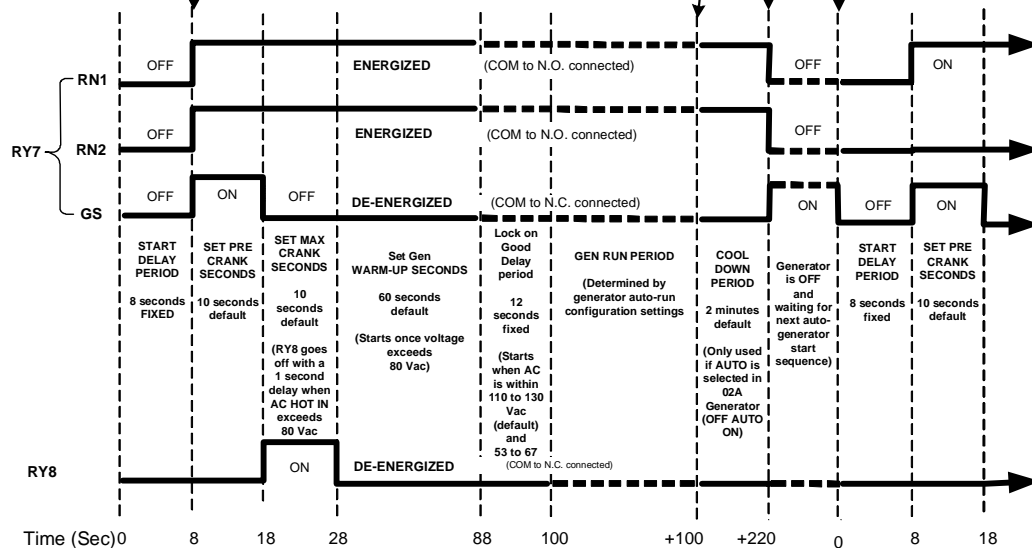 RY7
RN1
OFF
ENERGIZED
(COM to N.O. connected)
OFF
ON
RN2
OFF
ENERGIZED
(COM to N.O. connected)
OFF
GS
OFF
ON
OFF
DE-ENERGIZED
(COM to N.C. connected)
ON
OFF
ON
START
DELAY
PERIOD
8 seconds
FIXED
SET PRE
CRANK
SECONDS
10 seconds
default
SET MAX
CRANK
SECONDS
10
seconds
default
(RY8 goes
off with a
1 second
delay when
AC HOT IN
exceeds
80 Vac)
Set Gen
WARM-UP SECONDS
60 seconds
default
(Starts once voltage
exceeds
80 Vac)
Lock on
Good
Delay
period
12
seconds
fixed
(Starts
when AC
is within
110 to 130
Vac
(default)
and
53 to 67
GEN RUN PERIOD
(Determined by
generator auto-run
configuration settings
COOL
DOWN
PERIOD
2 minutes
default
(Only used
if AUTO is
selected in
02A
Generator
(OFF AUTO
ON)
Generator
is OFF
and
waiting for
next auto-
generator
start
sequence)
START
DELAY
PERIOD
8 seconds
fixed
SET PRE
CRANK
SECONDS
10 seconds
default
RY8
ON
DE-ENERGIZED
(COM to N.C. connected)
Time (Sec) 0 8 18 28 88 100 +100 +220 0 8 18